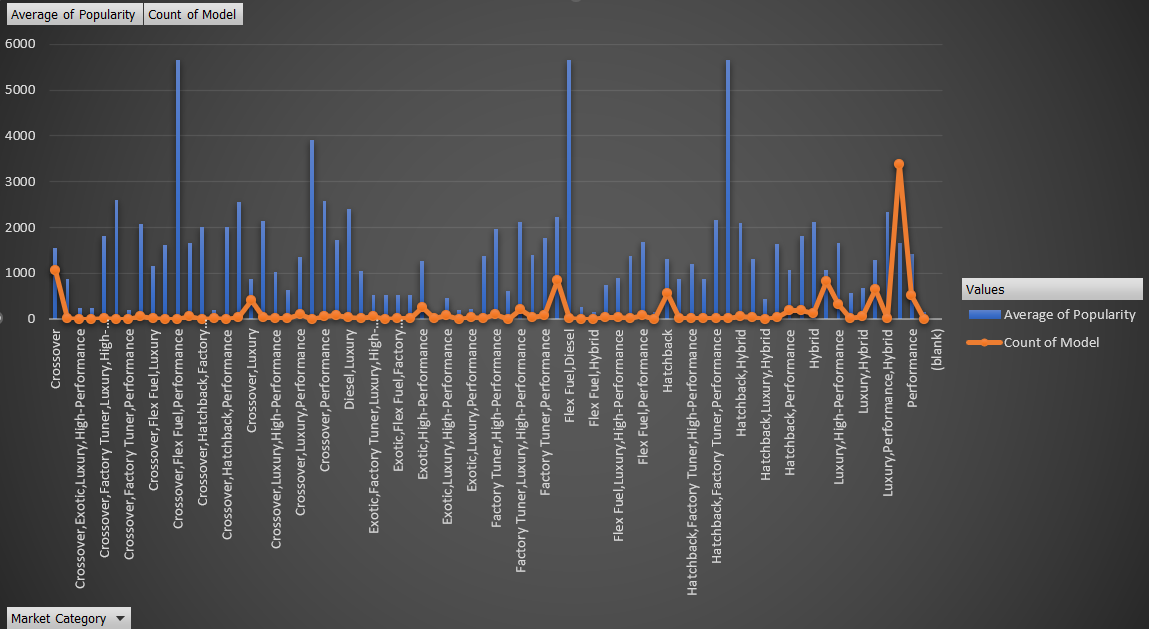 Average of Popularity
Count of Model
6000
5000
4000
3000
2000
1000
0
Values
Average of Popularity
Count of Model
Crossover
Crossover,Exotic,Luxury,High-Performance
Crossover,Factory Tuner,Luxury,High-...
Crossover,Factory Tuner,Performance
Crossover,Flex Fuel,Luxury
Crossover,Flex Fuel,Performance
Crossover,Hatchback,Factory...
Crossover,Hatchback,Performance
Crossover,Luxury
Crossover,Luxury,High-Performance
Crossover,Luxury,Performance
Crossover,Performance
Diesel,Luxury
Exotic,Factory Tuner,Luxury,High-...
Exotic,Flex Fuel,Factory...
Exotic,High-Performance
Exotic,Luxury,High-Performance
Exotic,Luxury,Performance
Factory Tuner,High-Performance
Factory Tuner,Luxury,High-Performance
Factory Tuner,Performance
Flex Fuel,Diesel
Flex Fuel,Hybrid
Flex Fuel,Luxury,High-Performance
Flex Fuel,Performance
Hatchback
Hatchback,Factory Tuner,High-Performance
Hatchback,Factory Tuner,Performance
Hatchback,Hybrid
Hatchback,Luxury,Hybrid
Hatchback,Performance
Hybrid
Luxury,High-Performance
Luxury,Hybrid
Luxury,Performance,Hybrid
Performance
(blank)
Market Category